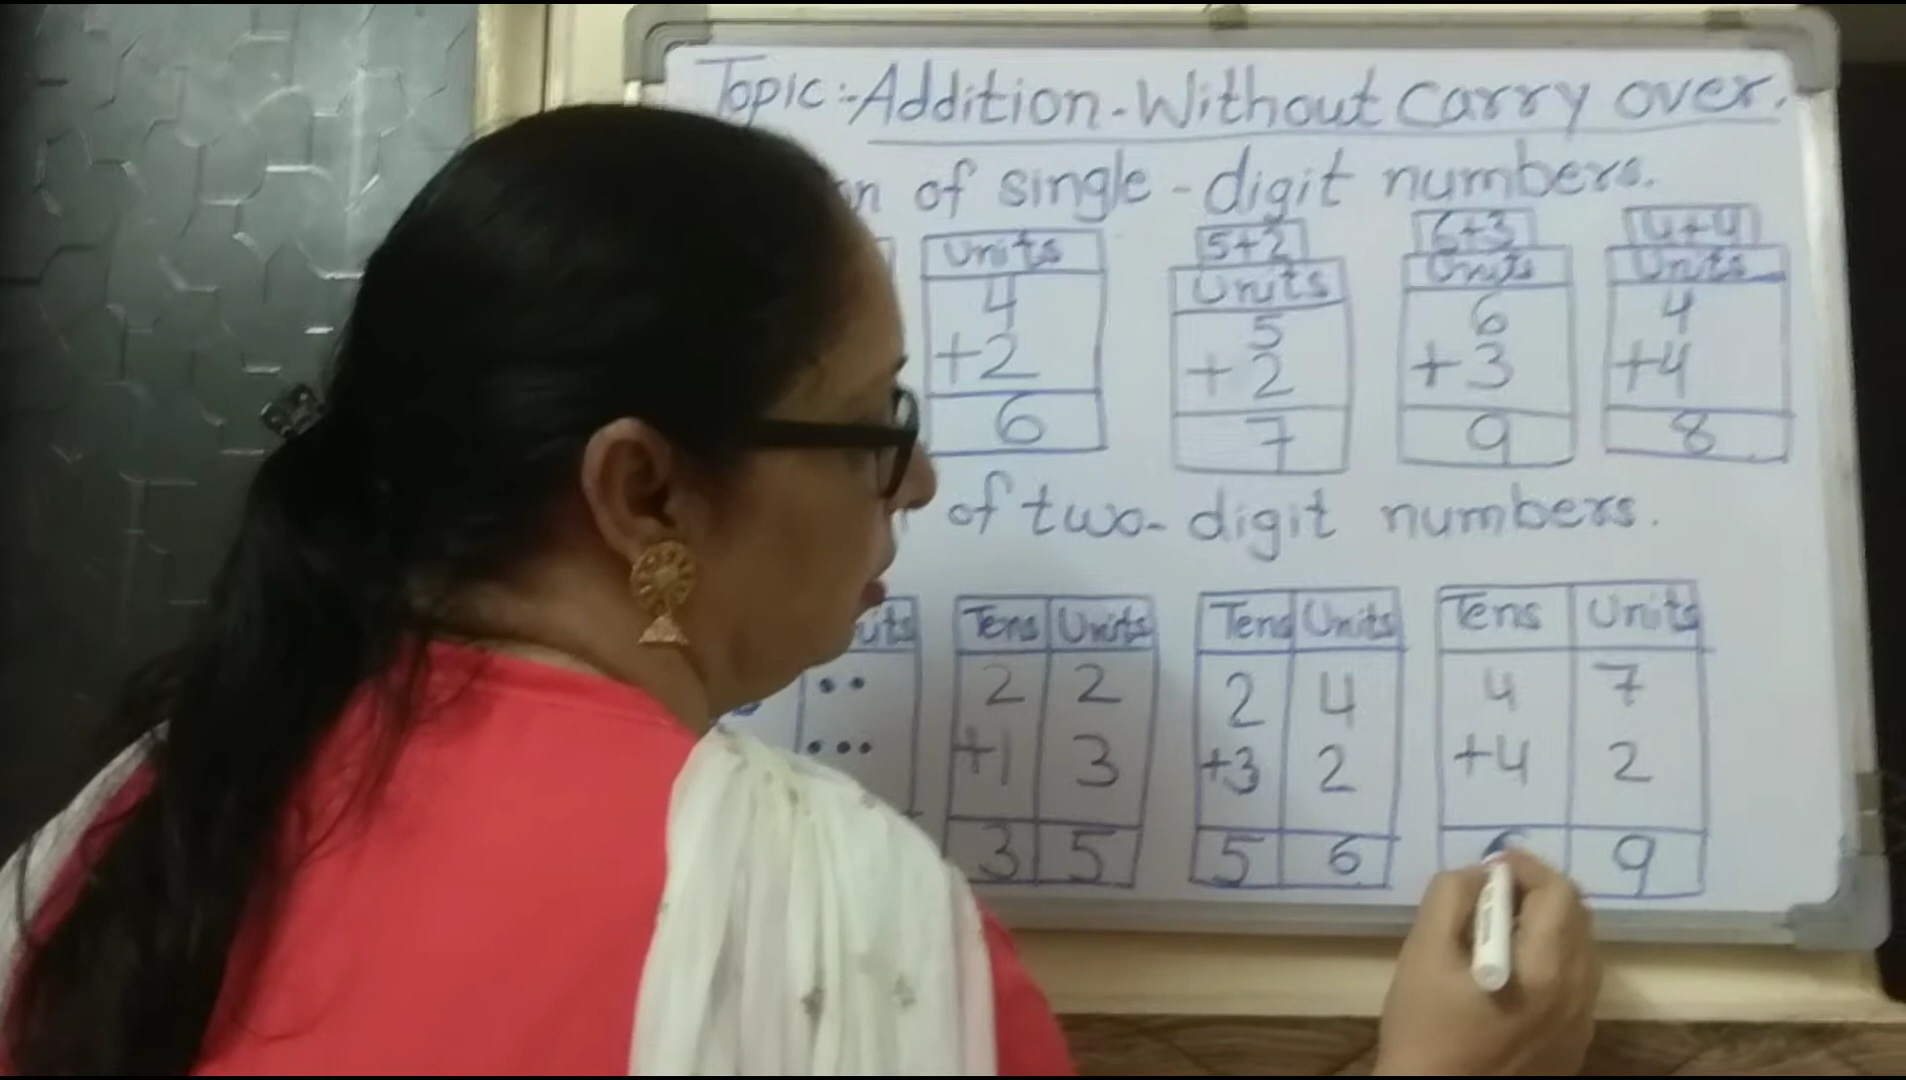 Topic:-Addition-Without Carry over.
of single-digit numbers.
5+2 6+3 4+4
Units Units Units Units
4 5 6 4
+2 +2 +3 +4
6 7 9 8
of two-digit numbers.
Tens Units Tens Units Tens Units
2 2 2 4 4 7
+1 3 +3 2 +4 2
3 5 5 6 9